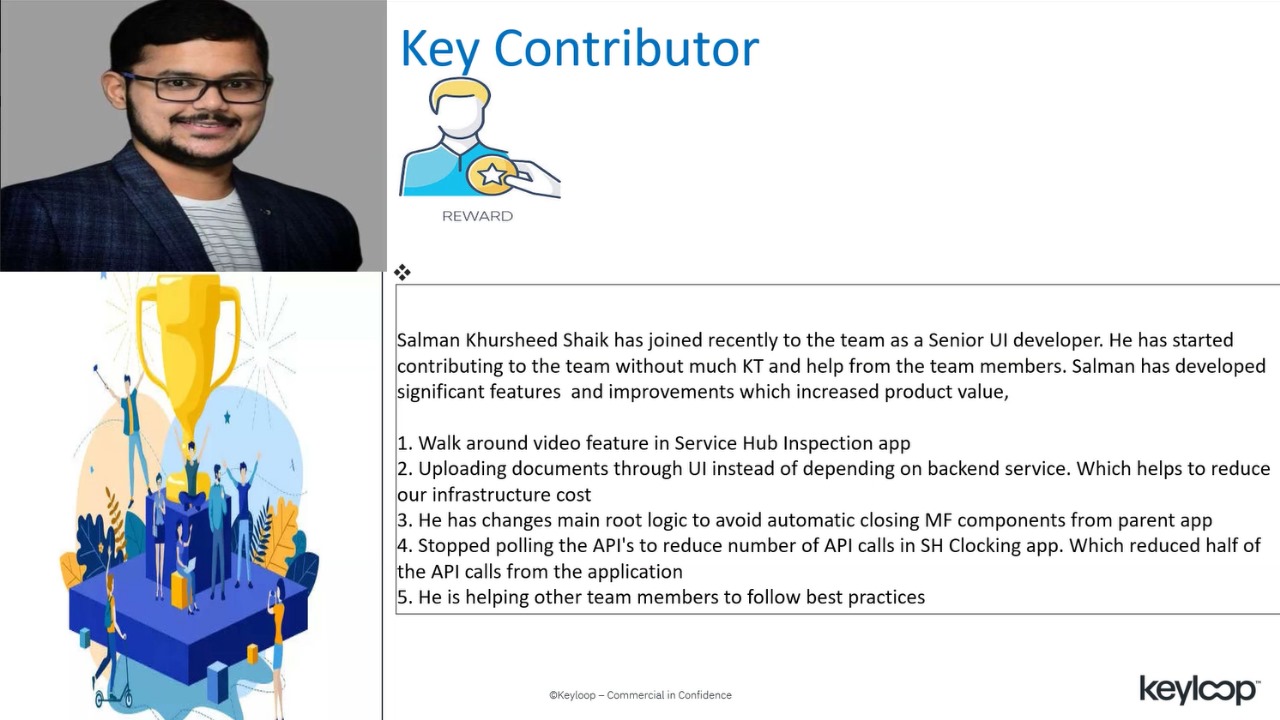 Key Contributor
REWARD
Salman Khursheed Shaik has joined recently to the team as a Senior UI developer. He has started
contributing to the team without much KT and help from the team members. Salman has developed
significant features  and improvements which increased product value,
1. Walk around video feature in Service Hub Inspection app
2. Uploading documents through UI instead of depending on backend service. Which helps to reduce
our infrastructure cost
3. He has changes main root logic to avoid automatic closing MF components from parent app
4. Stopped polling the API's to reduce number of API calls in SH Clocking app. Which reduced half of
the API calls from the application
5. He is helping other team members to follow best practices
©Keyloop – Commercial in Confidence
keyloop™